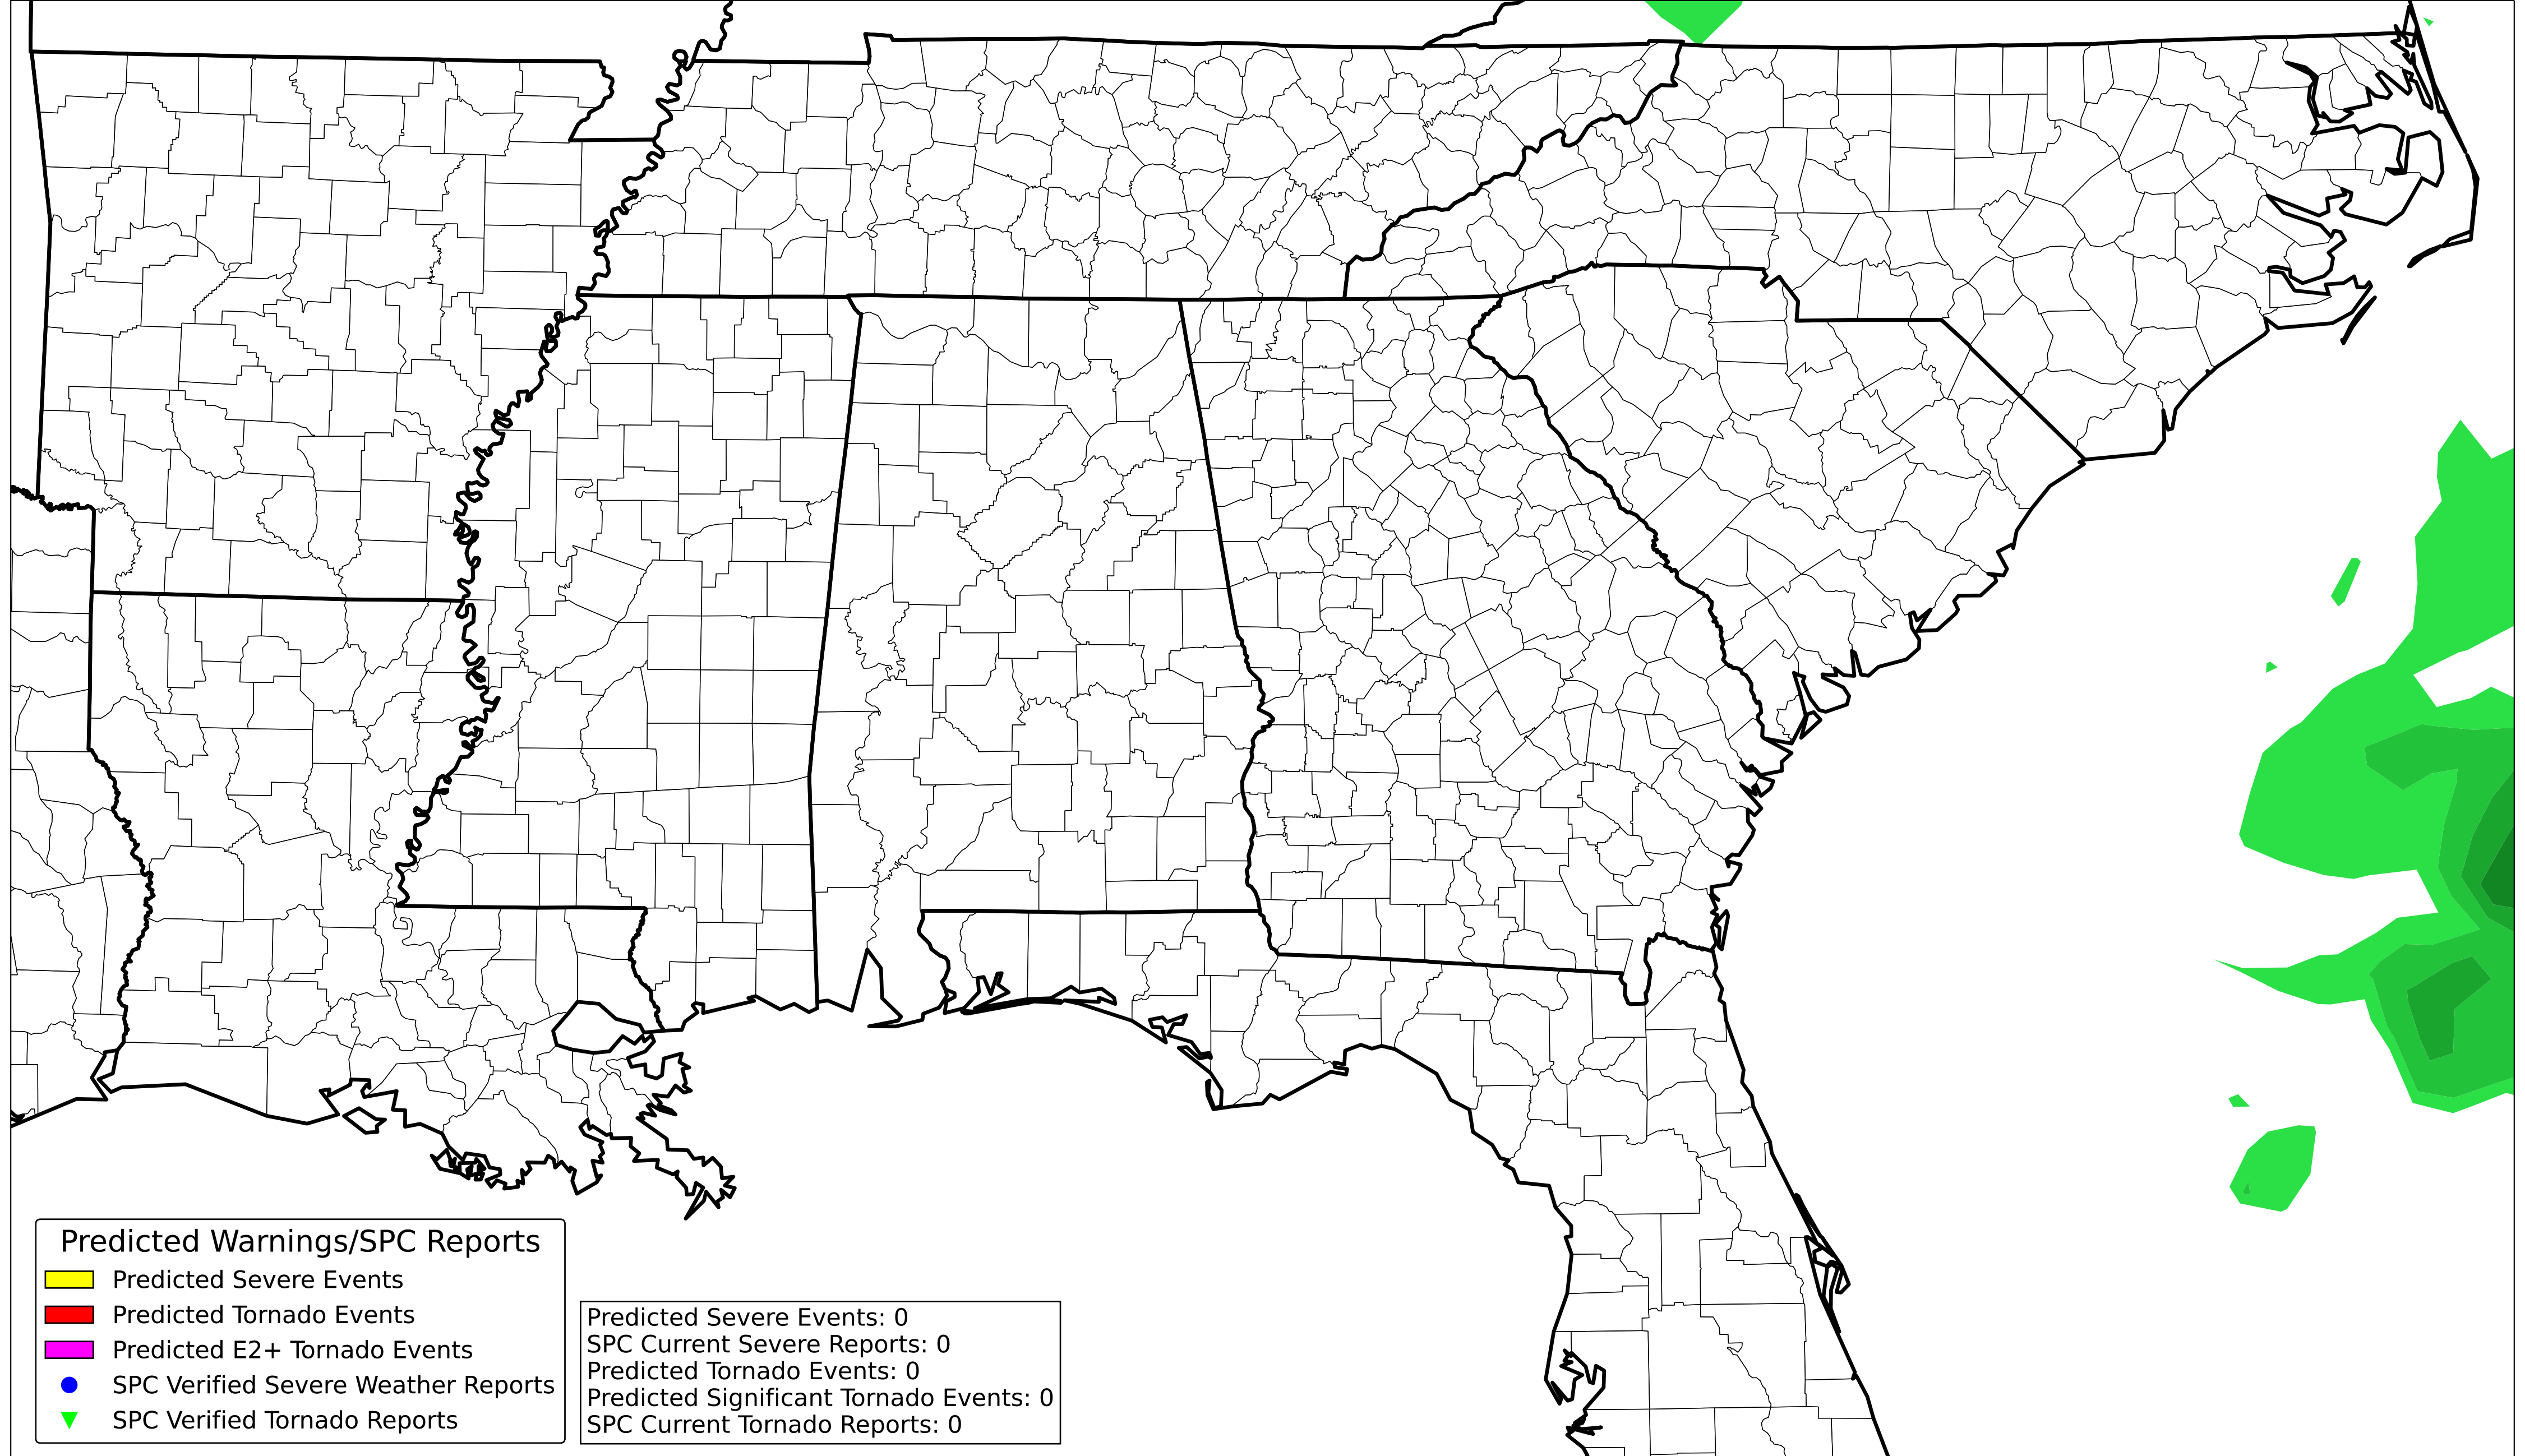 Predicted Warnings/SPC Reports
Predicted Severe Events
Predicted Tornado Events
Predicted E2+ Tornado Events
SPC Verified Severe Weather Reports
SPC Verified Tornado Reports
Predicted Severe Events: 0
SPC Current Severe Reports: 0
Predicted Tornado Events: 0
Predicted Significant Tornado Events: 0
SPC Current Tornado Reports: 0